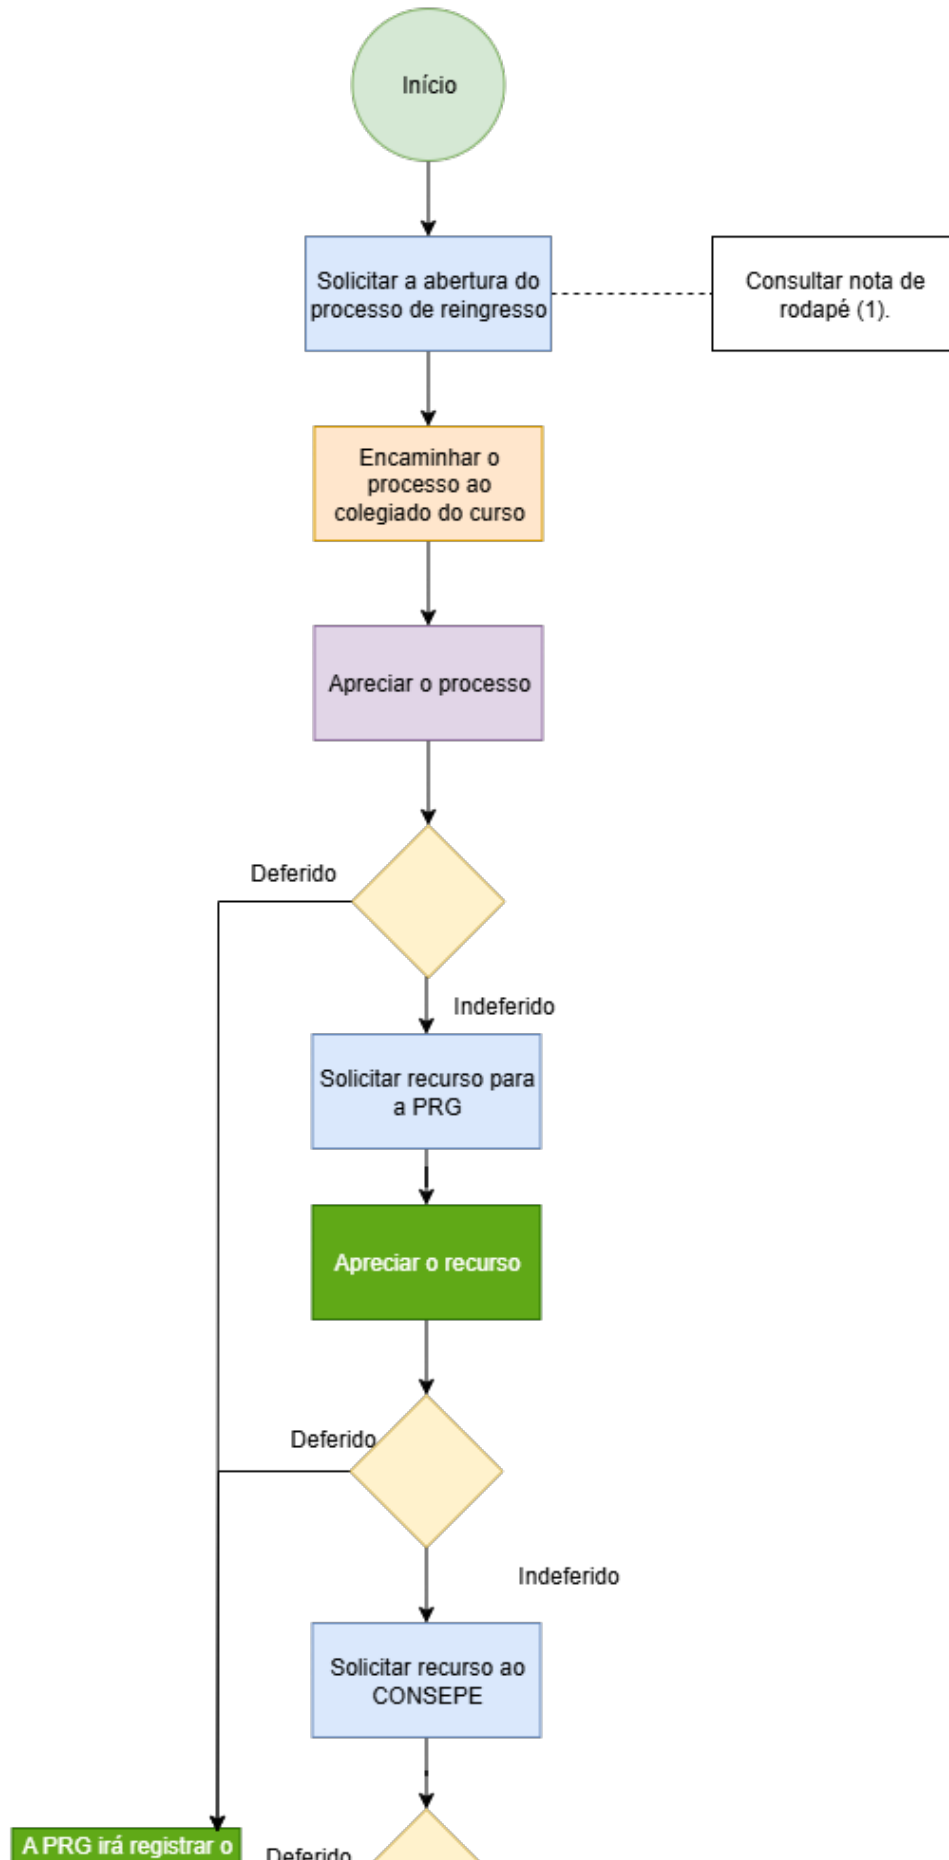 Início
Solicitar a abertura do
processo de reingresso
Consultar nota de
rodapé (1).
Encaminhar o
processo ao
colegiado do curso
Apreciar o processo
Deferido
Indeferido
Solicitar recurso para
a PRG
Apreciar o recurso
Deferido
Indeferido
Solicitar recurso ao
CONSEPE
A PRG irá registrar o
Deferido